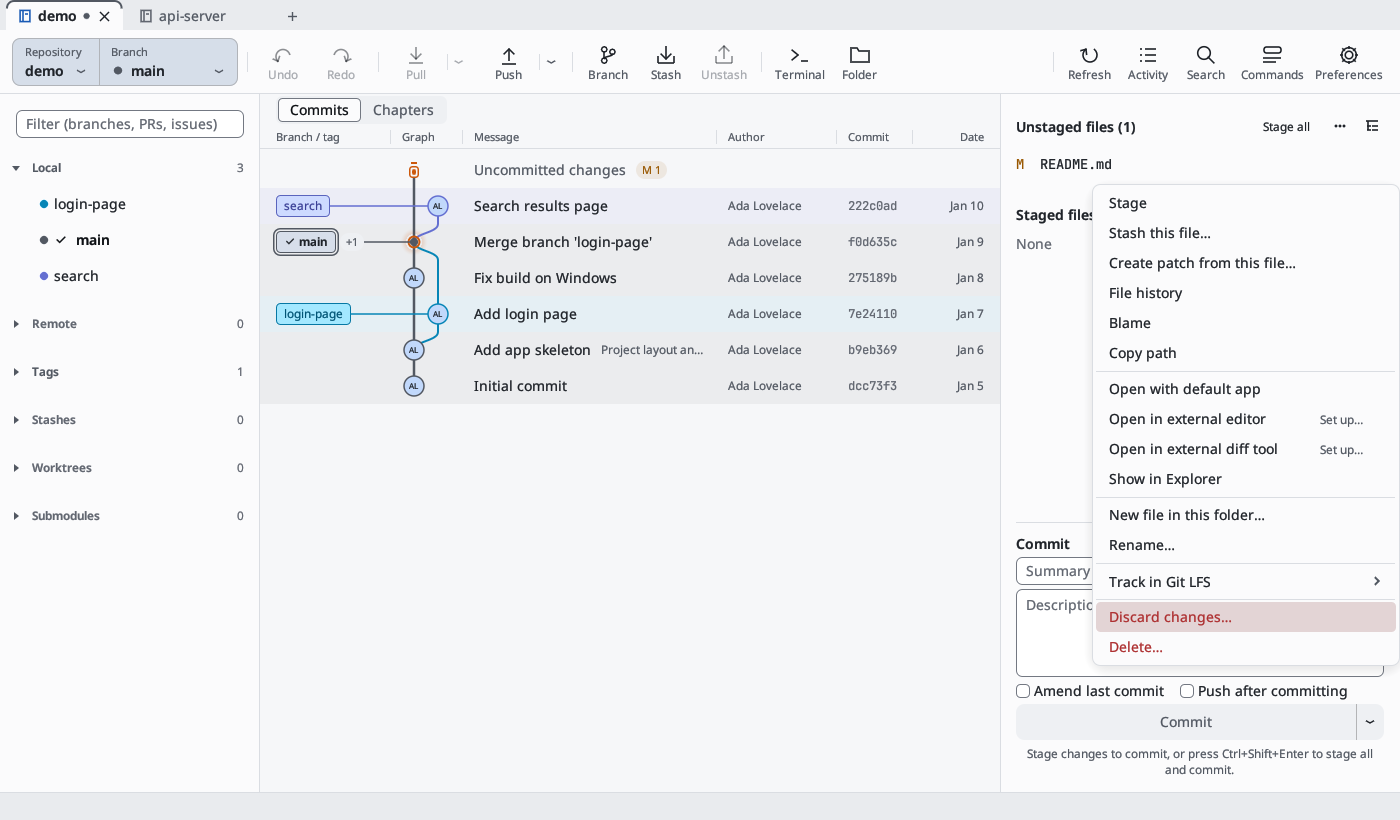 demo
api-server
Repository
demo
Branch
main
Undo
Redo
Pull
Push
Branch
Stash
Unstash
Terminal
Folder
Refresh
Activity
Search
Commands
Preferences
Filter (branches, PRs, issues)
Local 3
login-page
main
search
Remote 0
Tags 1
Stashes 0
Worktrees 0
Submodules 0
Commits Chapters
Branch / tag Graph Message Author Commit Date
Uncommitted changes M 1
search AL Search results page Ada Lovelace 222c0ad Jan 10
main +1 Merge branch 'login-page' Ada Lovelace f0d635c Jan 9
AL Fix build on Windows Ada Lovelace 275189b Jan 8
login-page AL Add login page Ada Lovelace 7e24110 Jan 7
AL Add app skeleton Project layout an... Ada Lovelace b9eb369 Jan 6
AL Initial commit Ada Lovelace dcc73f3 Jan 5
Unstaged files (1) Stage all
M README.md
Staged files
None
Stage
Stash this file...
Create patch from this file...
File history
Blame
Copy path
Open with default app
Open in external editor Set up...
Open in external diff tool Set up...
Show in Explorer
New file in this folder...
Rename...
Track in Git LFS
Discard changes...
Delete...
Commit
Summary
Descriptio
Amend last commit Push after committing
Commit
Stage changes to commit, or press Ctrl+Shift+Enter to stage all
and commit.